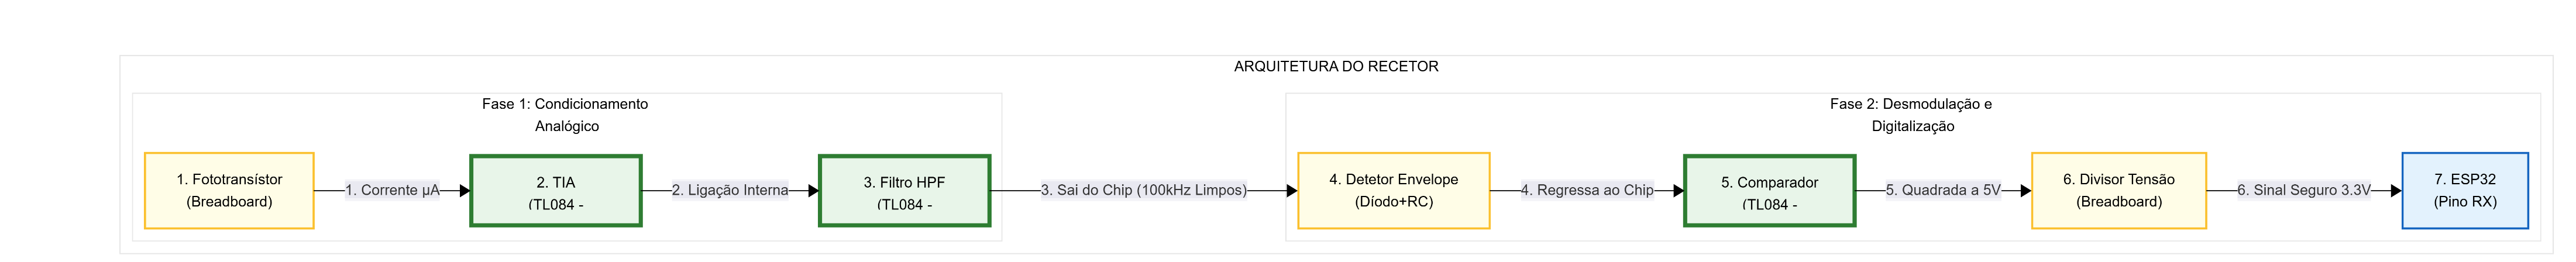 ARQUITETURA DO RECETOR
Fase 1: Condicionamento
Analógico
1. Fototransístor
(Breadboard)
1. Corrente µA
2. TIA
(TL084 -
2. Ligação Interna
3. Filtro HPF
(TL084 -
3. Sai do Chip (100kHz Limpos)
Fase 2: Desmodulação e
Digitalização
4. Detetor Envelope
(Díodo+RC)
4. Regressa ao Chip
5. Comparador
(TL084 -
5. Quadrada a 5V
6. Divisor Tensão
(Breadboard)
6. Sinal Seguro 3.3V
7. ESP32
(Pino RX)